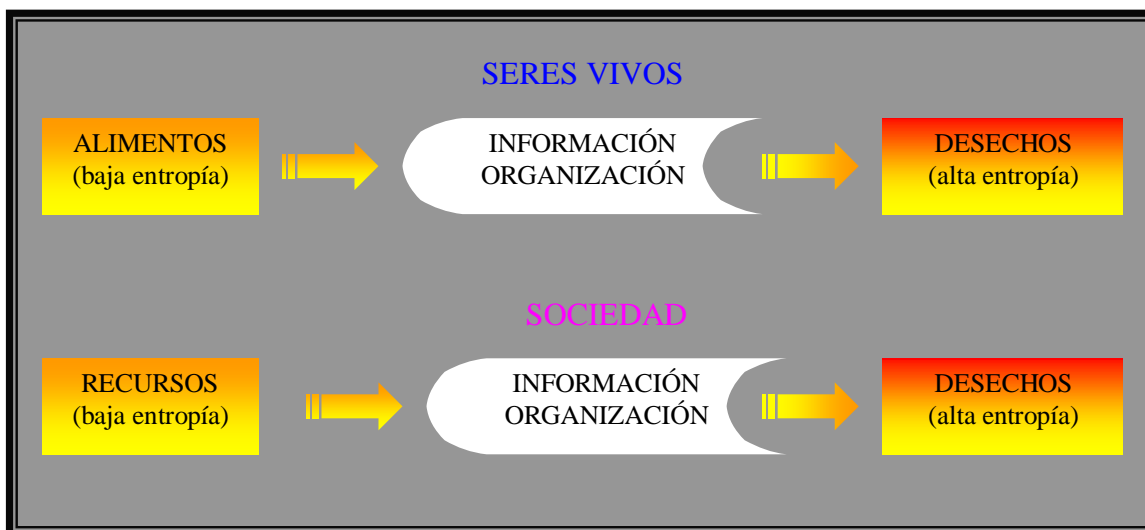 SERES VIVOS
ALIMENTOS
(baja entropía)
INFORMACIÓN
ORGANIZACIÓN
DESECHOS
(alta entropía)
SOCIEDAD
RECURSOS
(baja entropía)
INFORMACIÓN
ORGANIZACIÓN
DESECHOS
(alta entropía)